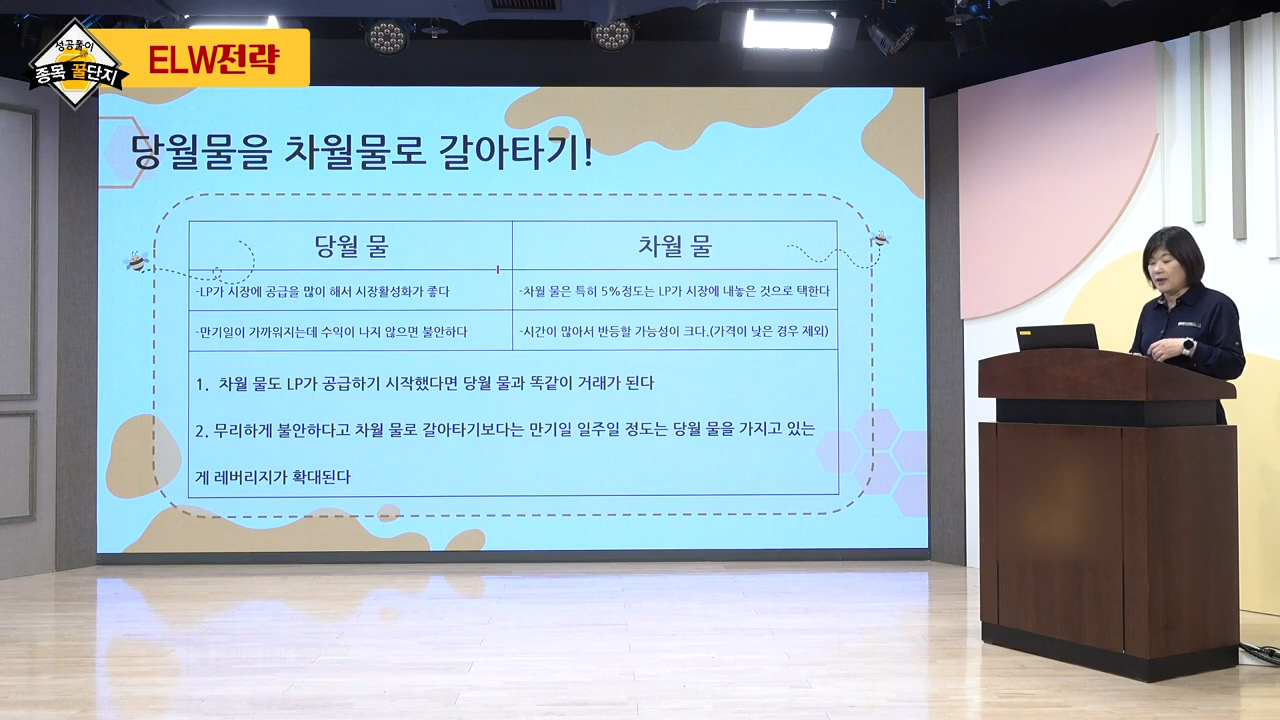 성공풀이
종목 꿀단지
ELW전략
당월물을 차월물로 갈아타기!
당월 물
차월 물
-LP가 시장에 공급을 많이 해서 시장활성화가 좋다
-차월 물은 특히 5%정도는 LP가 시장에 내놓은 것으로 택한다
-만기일이 가까워지는데 수익이 나지 않으면 불안하다
-시간이 많아서 반등할 가능성이 크다.(가격이 낮은 경우 제외)
1. 차월 물도 LP가 공급하기 시작했다면 당월 물과 똑같이 거래가 된다
2. 무리하게 불안하다고 차월 물로 갈아타기보다는 만기일 일주일 정도는 당월 물을 가지고 있는
게 레버리지가 확대된다